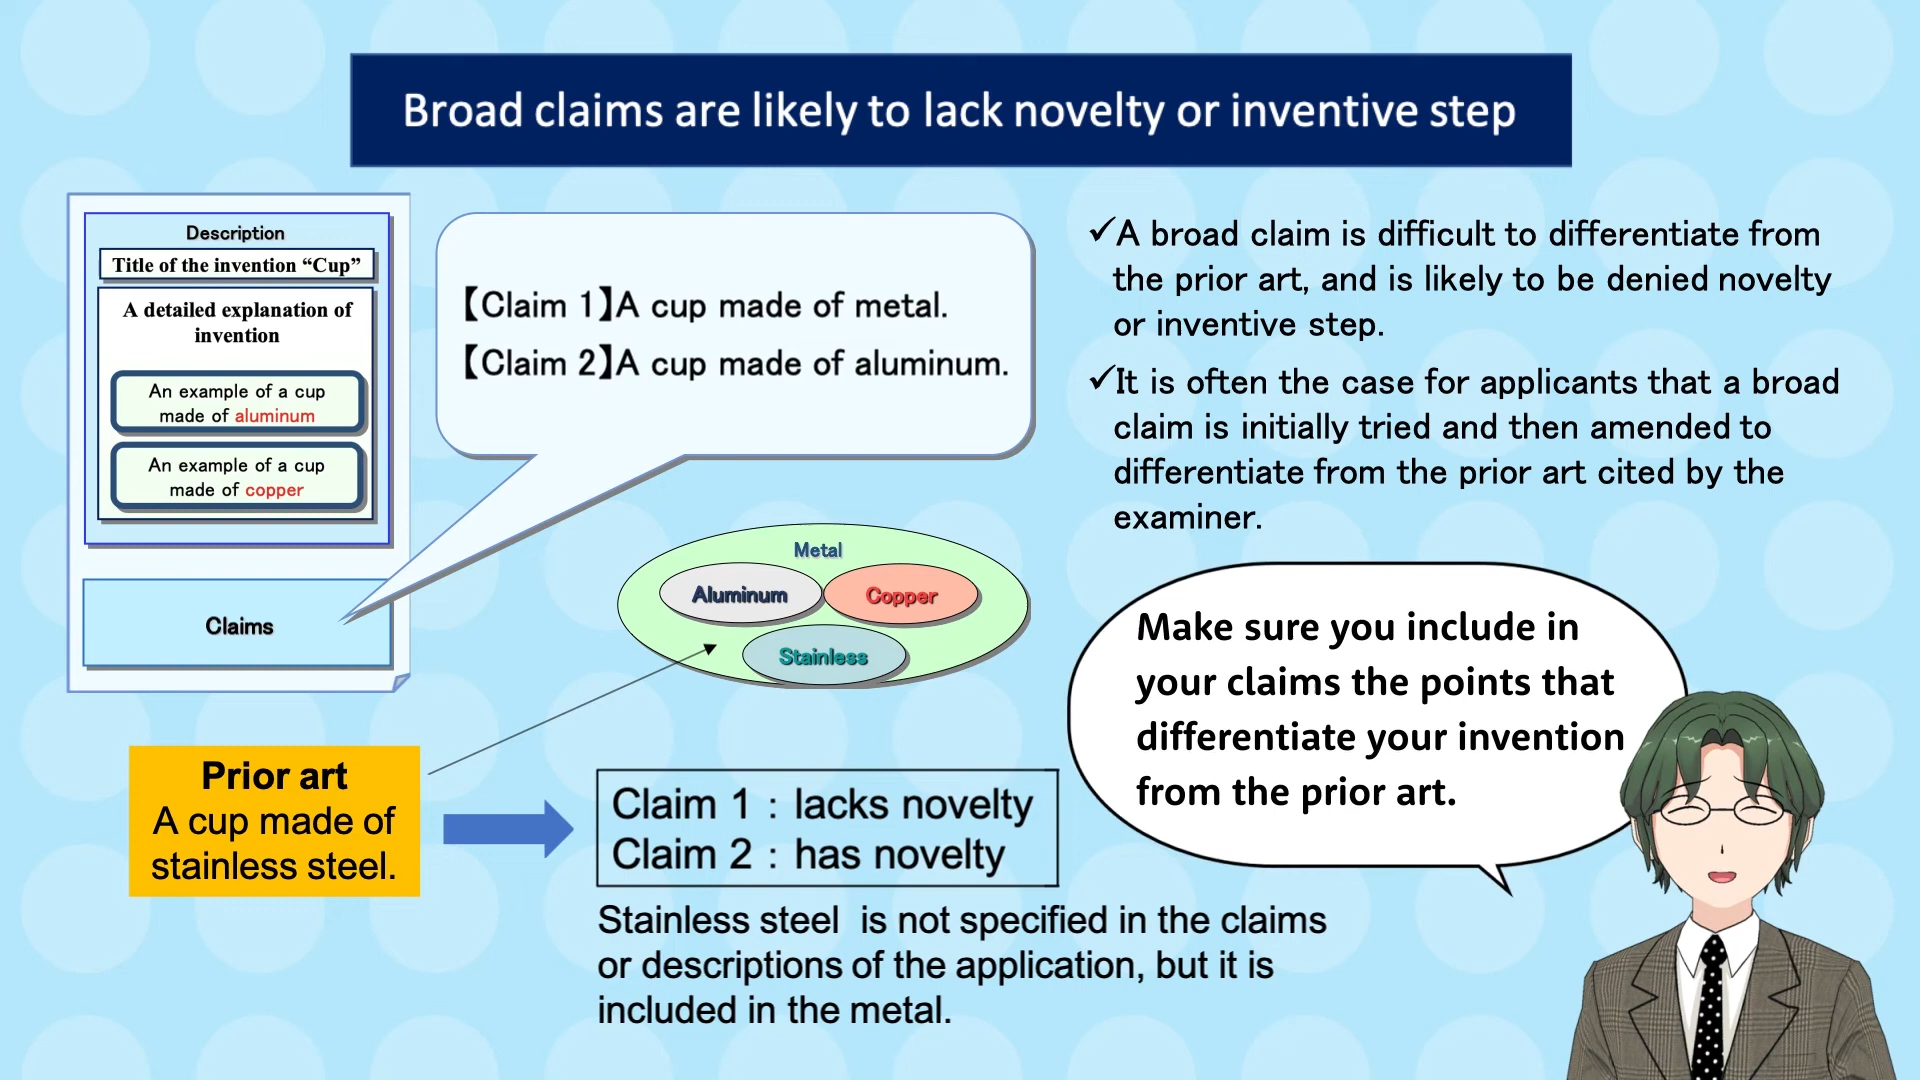 Broad claims are likely to lack novelty or inventive step
Description
Title of the invention “Cup”
A detailed explanation of
invention
An example of a cup
made of aluminum
An example of a cup
made of copper
Claims
【Claim 1】A cup made of metal.
【Claim 2】A cup made of aluminum.
Metal
Aluminum
Copper
Stainless
Prior art
A cup made of
stainless steel.
Claim 1：lacks novelty
Claim 2：has novelty
Stainless steel  is not specified in the claims
or descriptions of the application, but it is
included in the metal.
✓A broad claim is difficult to differentiate from
the prior art, and is likely to be denied novelty
or inventive step.
✓It is often the case for applicants that a broad
claim is initially tried and then amended to
differentiate from the prior art cited by the
examiner.
Make sure you include in
your claims the points that
differentiate your invention
from the prior art.